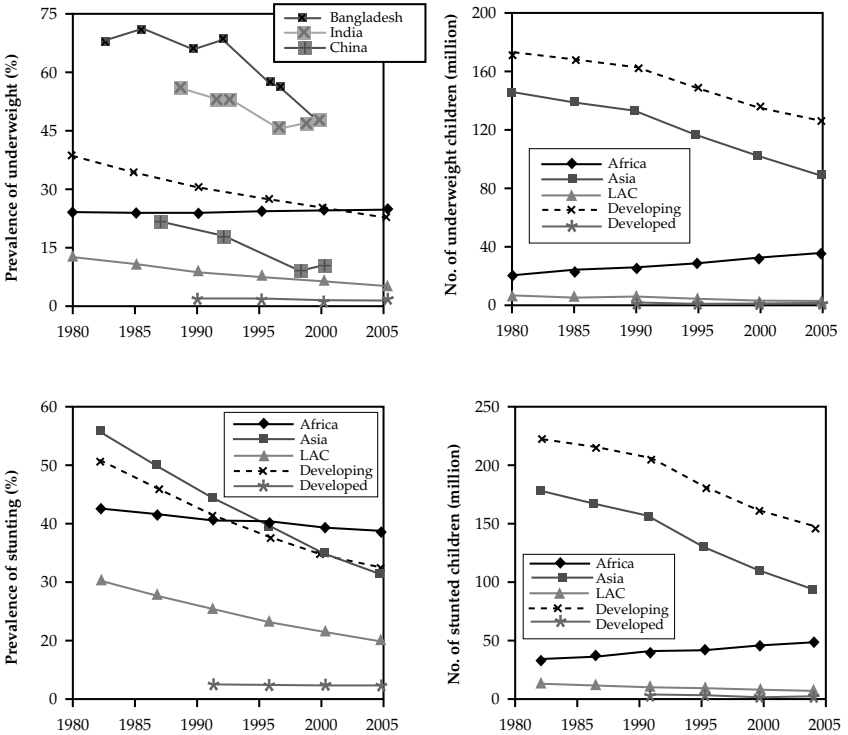 Prevalence of underweight (%)
75
60
45
30
15
0
Bangladesh
India
China
1980 1985 1990 1995 2000 2005
No. of underweight children (million)
200
160
120
80
40
0
Africa
Asia
LAC
Developing
Developed
1980 1985 1990 1995 2000 2005
Prevalence of stunting (%)
60
50
40
30
20
0
Africa
Asia
LAC
Developing
Developed
1980 1985 1990 1995 2000 2005
No. of stunted children (million)
250
200
150
100
50
0
Africa
Asia
LAC
Developing
Developed
1980 1985 1990 1995 2000 2005